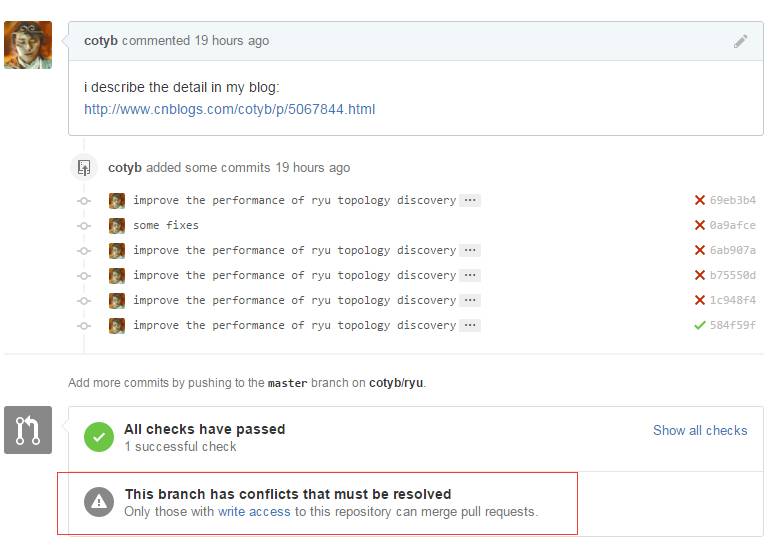 cotyb commented 19 hours ago
i describe the detail in my blog:
http://www.cnblogs.com/cotyb/p/5067844.html
cotyb added some commits 19 hours ago
improve the performance of ryu topology discovery ... 69eb3b4
some fixes 0a9afce
improve the performance of ryu topology discovery ... 6ab907a
improve the performance of ryu topology discovery ... b75550d
improve the performance of ryu topology discovery ... 1c948f4
improve the performance of ryu topology discovery ... 584f59f
Add more commits by pushing to the master branch on cotyb/ryu.
All checks have passed
Show all checks
1 successful check
This branch has conflicts that must be resolved
Only those with write access to this repository can merge pull requests.